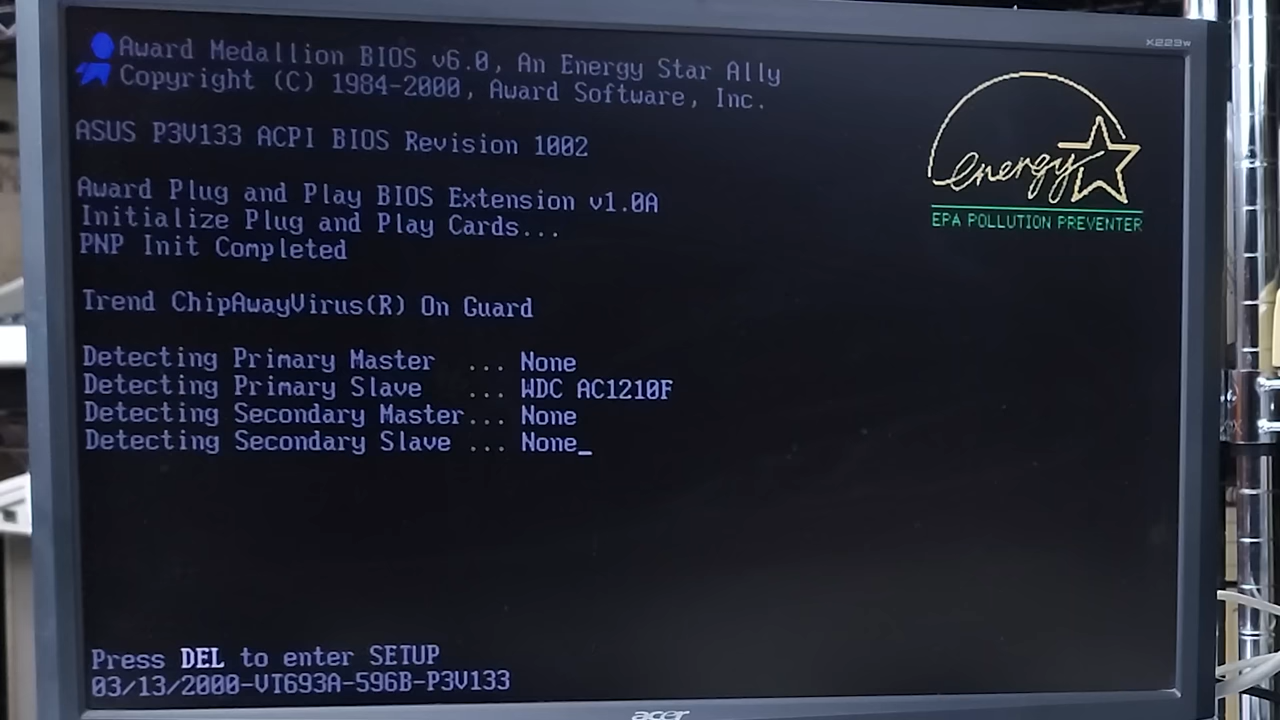 X223w
Award Medallion BIOS v6.0, An Energy Star Ally
Copyright (C) 1984-2000, Award Software, Inc.
energy
EPA POLLUTION PREVENTER
ASUS P3V133 ACPI BIOS Revision 1002
Award Plug and Play BIOS Extension v1.0A
Initialize Plug and Play Cards...
PNP Init Completed
Trend ChipAwayVirus(R) On Guard
Detecting Primary Master ... None
Detecting Primary Slave ... WDC AC1210F
Detecting Secondary Master... None
Detecting Secondary Slave ... None_
Press DEL to enter SETUP
03/13/2000-VT693A-596B-P3V133
acer